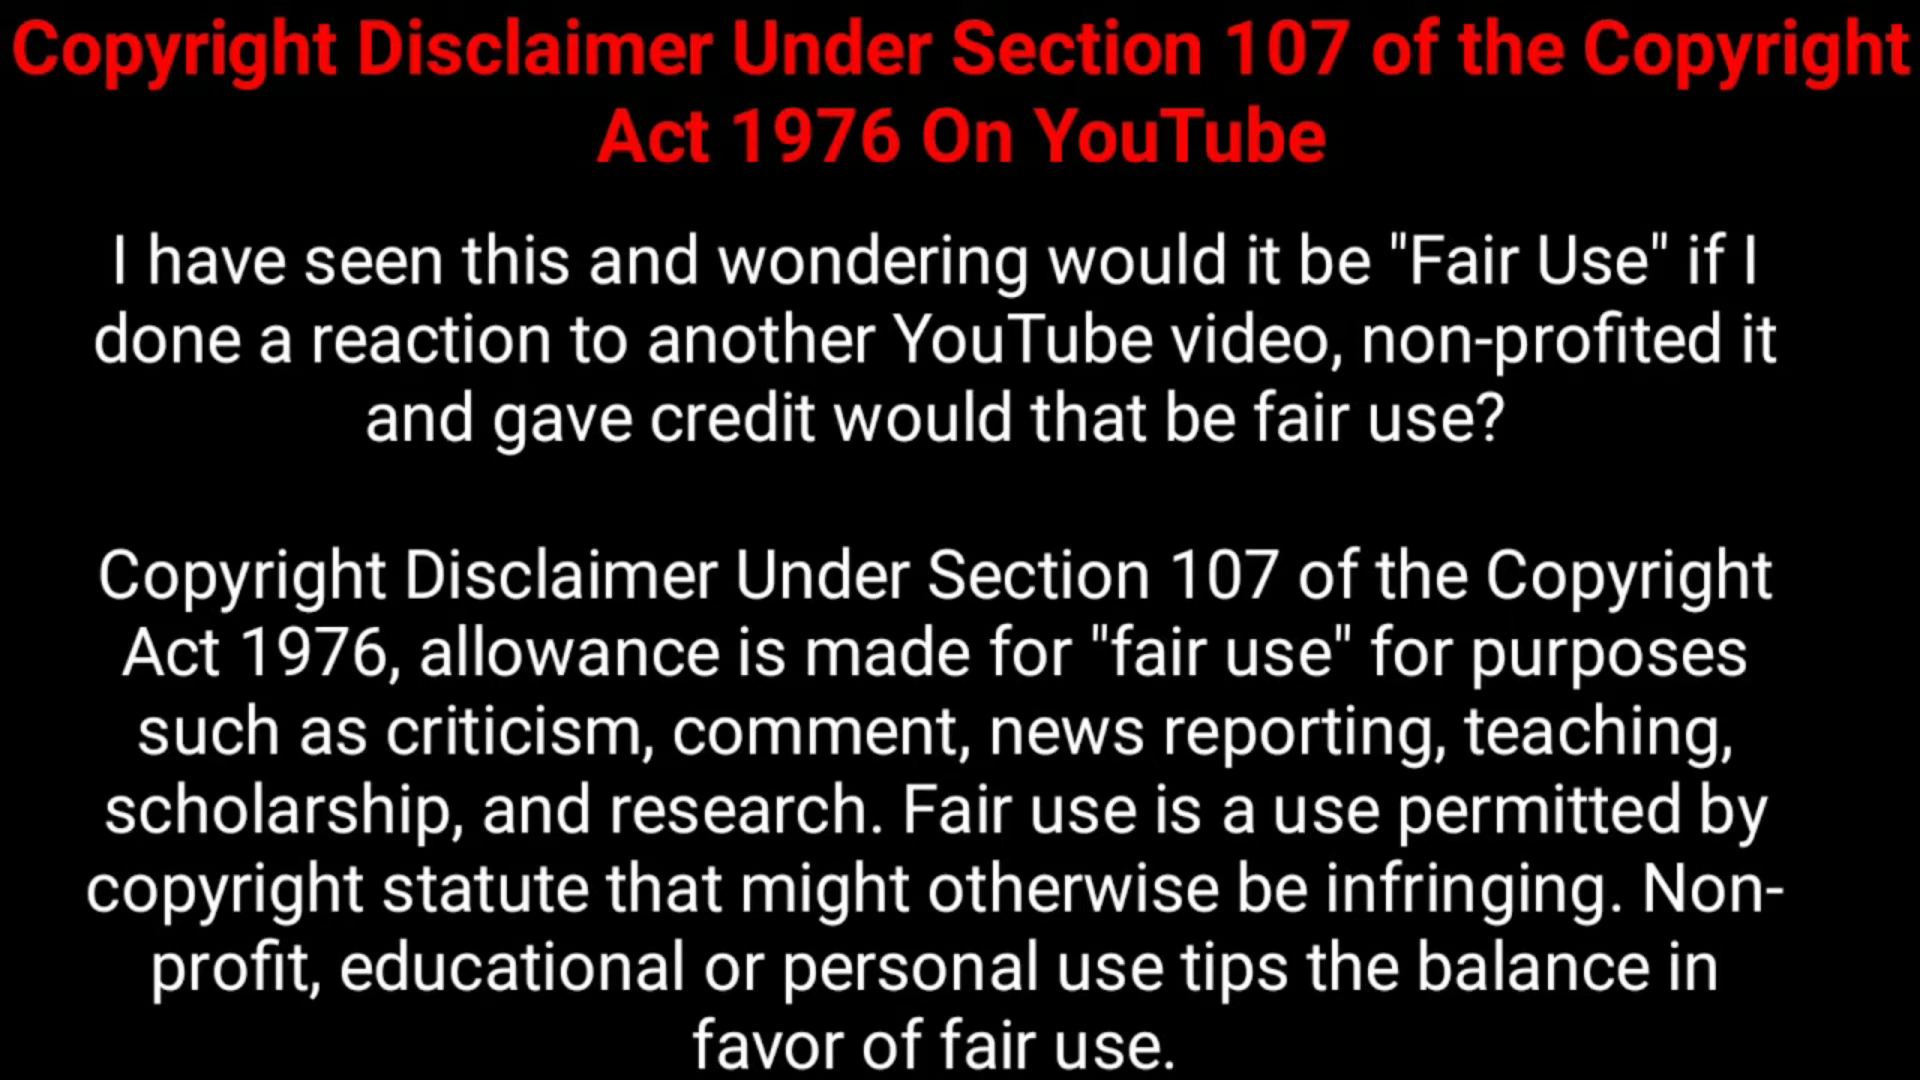 Copyright Disclaimer Under Section 107 of the Copyright
Act 1976 On YouTube
I have seen this and wondering would it be "Fair Use" if I
done a reaction to another YouTube video, non-profited it
and gave credit would that be fair use?
Copyright Disclaimer Under Section 107 of the Copyright
Act 1976, allowance is made for "fair use" for purposes
such as criticism, comment, news reporting, teaching,
scholarship, and research. Fair use is a use permitted by
copyright statute that might otherwise be infringing. Non-
profit, educational or personal use tips the balance in
favor of fair use.